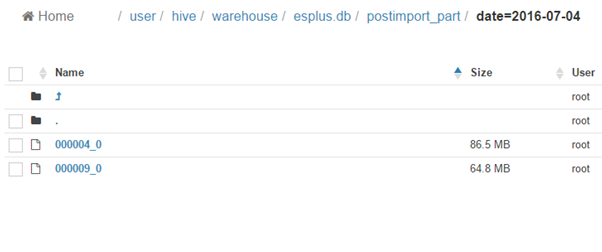 Home / user / hive / warehouse / esplus.db / postimport_part / date=2016-07-04
Name Size User
root
. root
000004_0 86.5 MB root
000009_0 64.8 MB root